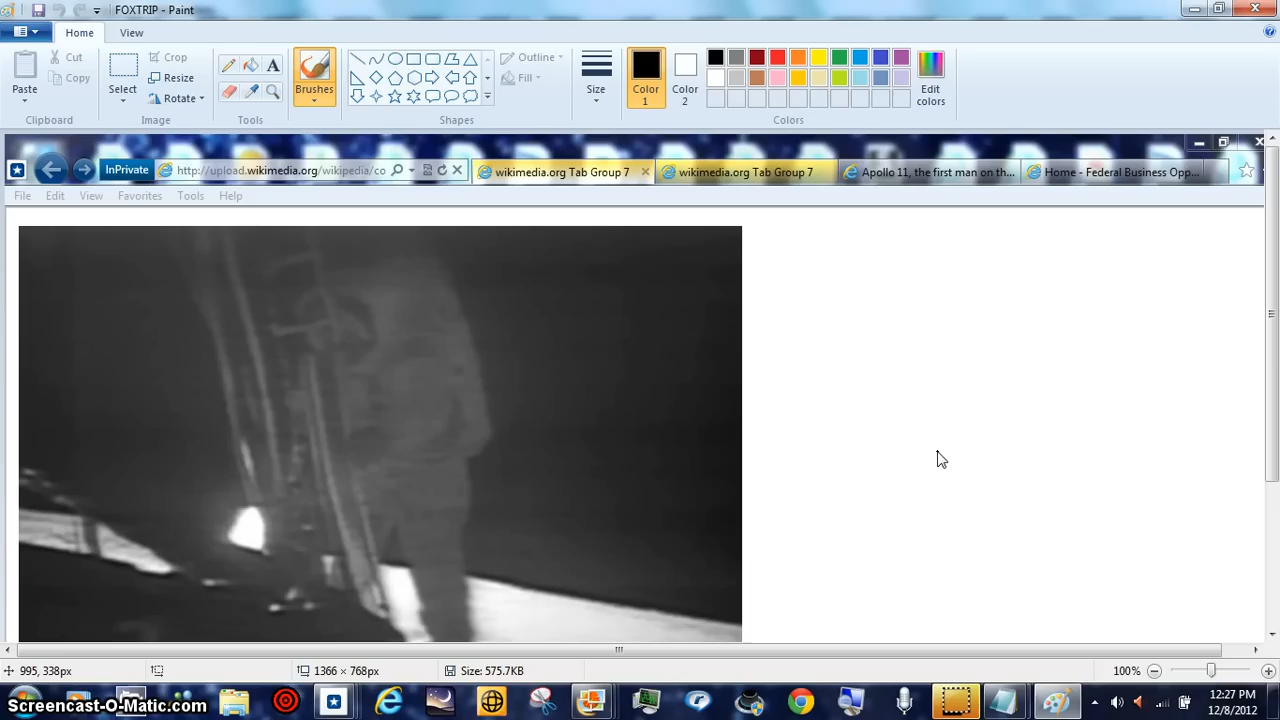 FOXTRIP - Paint
Home View
Paste
Cut
Copy
Clipboard
Select
Crop
Resize
Rotate
Image
A
Tools
Brushes
Outline
Fill
Shapes
Size
Color 1
Color 2
Edit colors
Colors
InPrivate http://upload.wikimedia.org/wikipedia/co wikimedia.org Tab Group 7 wikimedia.org Tab Group 7 Apollo 11, the first man on th... Home - Federal Business Opp...
File Edit View Favorites Tools Help
995, 338px 1366 × 768px Size: 575.7KB 100%
Screencast-O-Matic.com
12:27 PM
12/8/2012